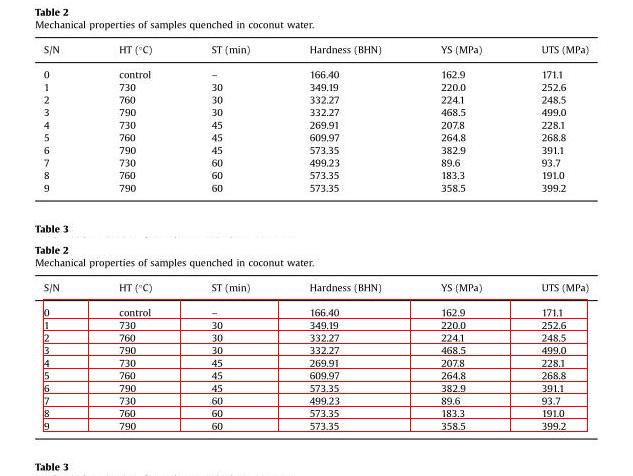 Table 2
Mechanical properties of samples quenched in coconut water.
S/N HT (°C) ST (min) Hardness (BHN) YS (MPa) UTS (MPa)
0 control – 166.40 162.9 171.1
1 730 30 349.19 220.0 252.6
2 760 30 332.27 224.1 248.5
3 790 30 332.27 468.5 499.0
4 730 45 269.91 207.8 228.1
5 760 45 609.97 264.8 268.8
6 790 45 573.35 382.9 391.1
7 730 60 499.23 89.6 93.7
8 760 60 573.35 183.3 191.0
9 790 60 573.35 358.5 399.2
Table 3
Table 2
Mechanical properties of samples quenched in coconut water.
S/N HT (°C) ST (min) Hardness (BHN) YS (MPa) UTS (MPa)
0 control – 166.40 162.9 171.1
1 730 30 349.19 220.0 252.6
2 760 30 332.27 224.1 248.5
3 790 30 332.27 468.5 499.0
4 730 45 269.91 207.8 228.1
5 760 45 609.97 264.8 268.8
6 790 45 573.35 382.9 391.1
7 730 60 499.23 89.6 93.7
8 760 60 573.35 183.3 191.0
9 790 60 573.35 358.5 399.2
Table 3